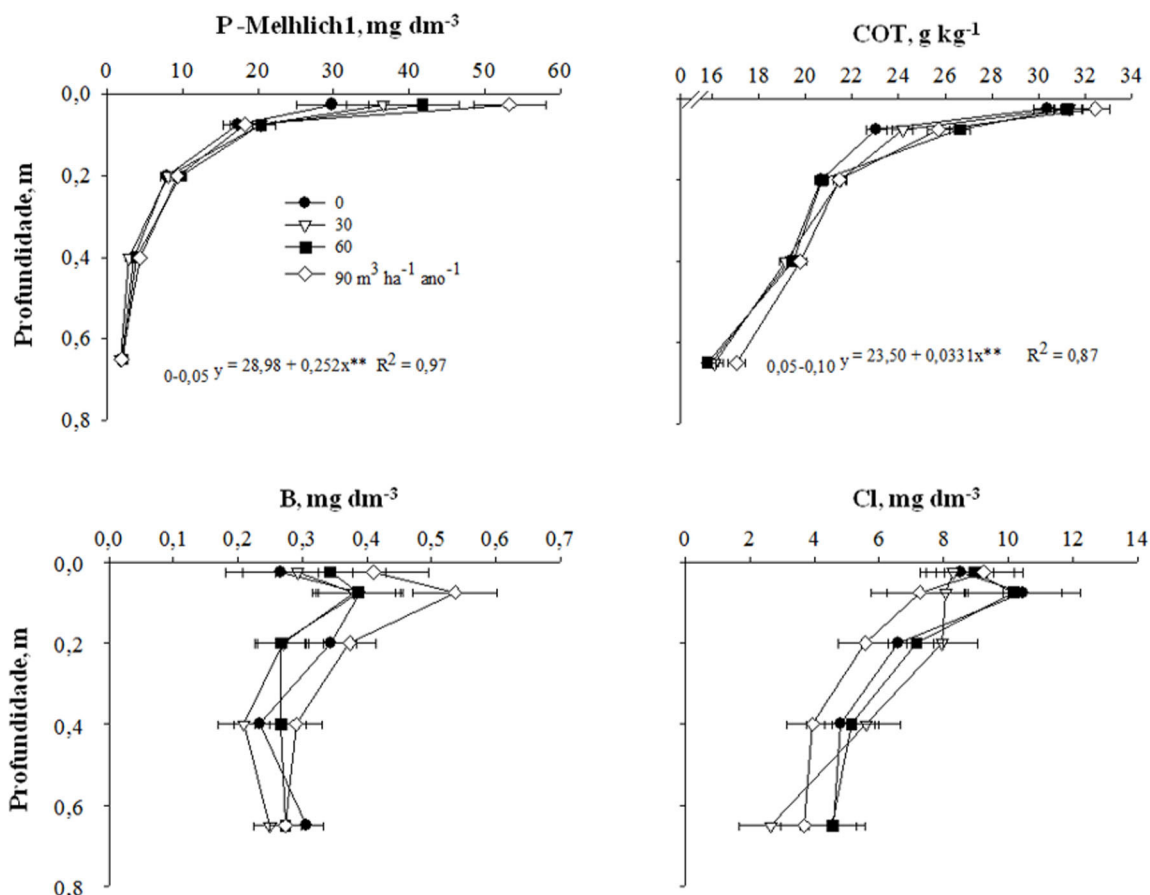 P -Melhlich1, mg dm-3
0 10 20 30 40 50 60
0,0
0,2
0,4
0,6
0,8
Profundidade, m
0
30
60
90 m3 ha-1 ano-1
0-0,05 y = 28,98 + 0,252x** R2 = 0,97
COT, g kg-1
0 16 20 22 24 26 28 30 32 34
0,05-0,10 y = 23,50 + 0,0331x** R2 = 0,87
B, mg dm-3
0,0 0,1 0,2 0,3 0,4 0,5 0,6 0,7
0,0
0,2
0,4
0,6
0,8
Profundidade, m
Cl, mg dm-3
0 2 4 6 8 10 12 14